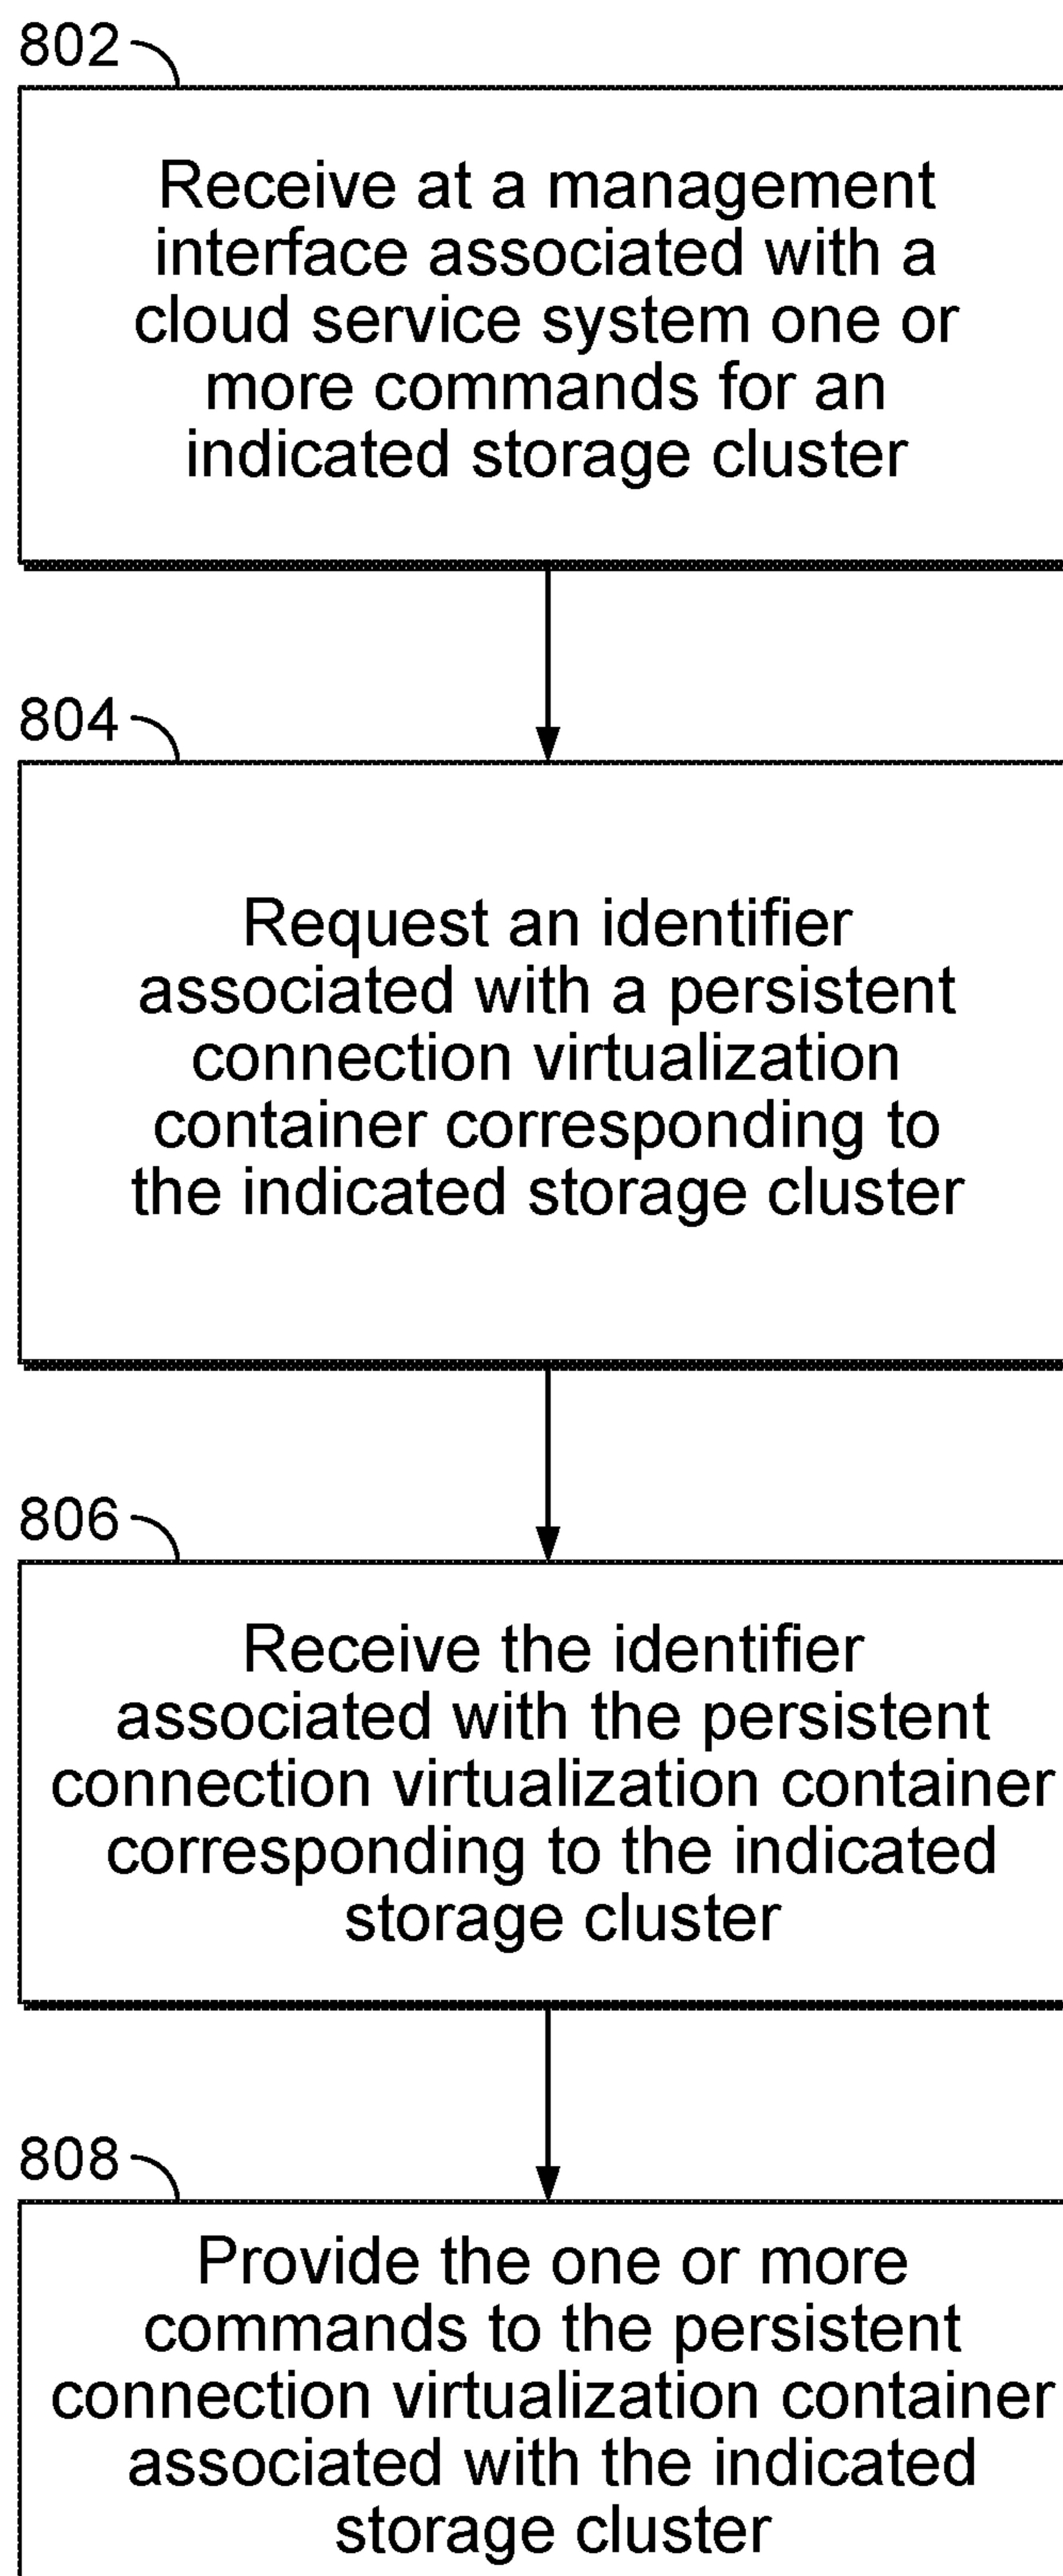 802
Receive at a management
interface associated with a
cloud service system one or
more commands for an
indicated storage cluster
804
Request an identifier
associated with a persistent
connection virtualization
container corresponding to
the indicated storage cluster
806
Receive the identifier
associated with the persistent
connection virtualization container
corresponding to the indicated
storage cluster
808
Provide the one or more
commands to the persistent
connection virtualization container
associated with the indicated
storage cluster